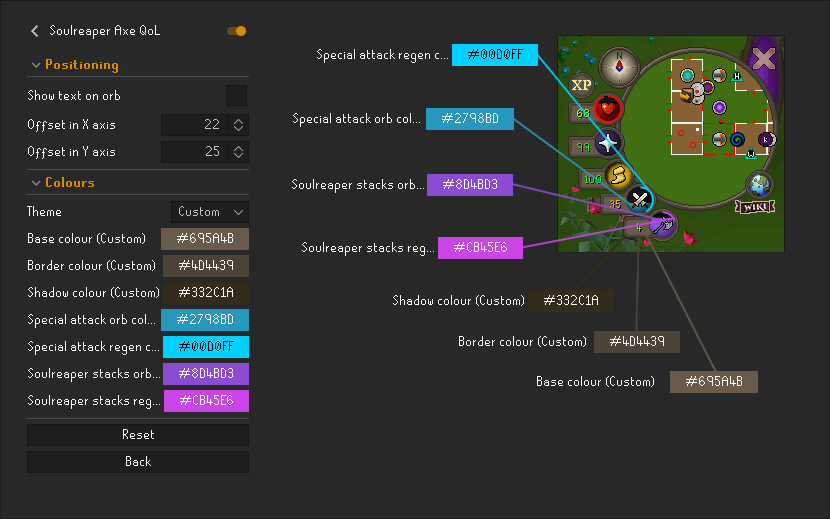 Soulreaper Axe QoL
Positioning
Show text on orb
Offset in X axis 22
Offset in Y axis 25
Colours
Theme Custom
Base colour (Custom) #695A4B
Border colour (Custom) #4D4439
Shadow colour (Custom) #332C1A
Special attack orb col... #2798BD
Special attack regen c... #00D0FF
Soulreaper stacks orb... #8D4BD3
Soulreaper stacks reg... #CB45E6
Reset
Back
Special attack regen c... #00D0FF
Special attack orb col... #2798BD
Soulreaper stacks orb... #8D4BD3
Soulreaper stacks reg... #CB45E6
Shadow colour (Custom) #332C1A
Border colour (Custom) #4D4439
Base colour (Custom) #695A4B
N
XP
H
68
99
K
W
100
35
WIKI
4